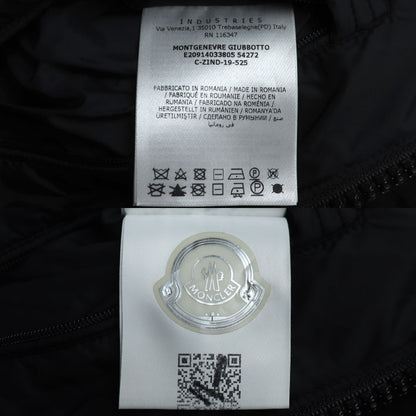 INDUSTRIES
Via Venezia,1 35010 Trebaseleghe(PD) Italy
RN 116347
MONTGENEVRE GIUBBOTTO
E20914033805 54272
C-ZIND-19-525
FABBRICATO IN ROMANIA / MADE IN ROMANIA
/ FABRIQUÉ EN ROUMANIE / HECHO EN
RUMANIA / FABRICADO NA ROMÉNIA /
HERGESTELLT IN RUMÄNIEN / ROMANYA'DA
ÜRETILMIŞTIR / СДЕЛАНО В РУМЫНИИ / صنع
في رومانيا
MONCLER